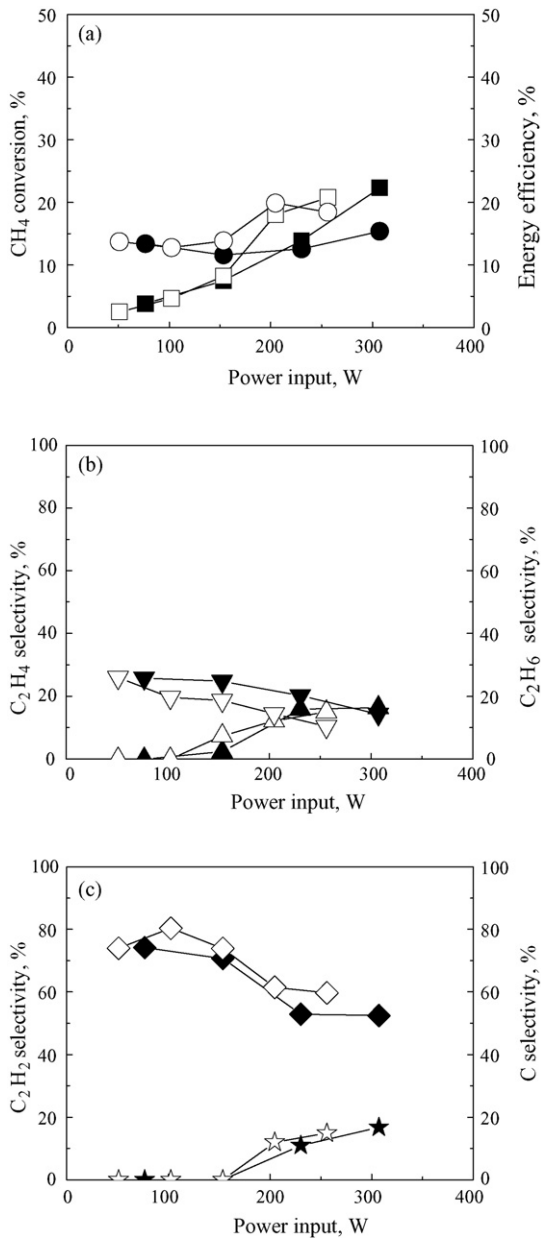 (a)
50
40
30
20
10
0
CH4 conversion, %
50
40
30
20
10
0
Energy efficiency, %
0 100 200 300 400
Power input, W
(b)
100
80
60
40
20
0
C2H4 selectivity, %
100
80
60
40
20
0
C2H6 selectivity, %
0 100 200 300 400
Power input, W
(c)
100
80
60
40
20
0
C2H2 selectivity, %
100
80
60
40
20
0
C selectivity, %
0 100 200 300 400
Power input, W